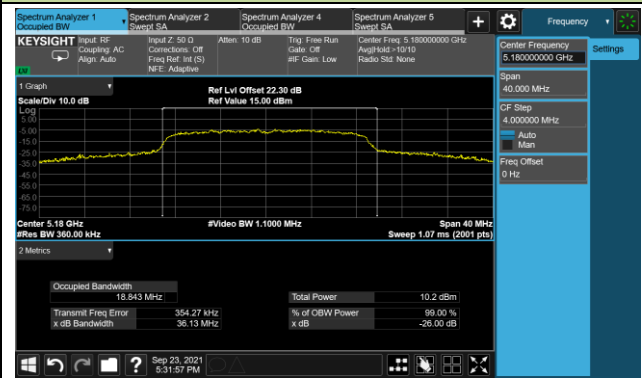 Spectrum Analyzer 1
Occupied BW
Spectrum Analyzer 2
Swept SA
Spectrum Analyzer 4
Occupied BW
Spectrum Analyzer 5
Swept SA
+
Frequency
KEYSIGHT
Input: RF
Coupling: AC
Align: Auto
Input Z: 50 Ω
Corrections: Off
Freq Ref: Int (S)
NFE: Adaptive
Atten: 10 dB
Trig: Free Run
Gate: Off
#IF Gain: Low
Center Freq: 5.180000000 GHz
Avg|Hold:>10/10
Radio Std: None
Center Frequency
5.180000000 GHz
Settings
Span
40.000 MHz
CF Step
4.000000 MHz
Auto
Man
Freq Offset
0 Hz
1 Graph
Scale/Div 10.0 dB
Ref Lvl Offset 22.30 dB
Ref Value 15.00 dBm
Log
5.00
-5.00
-15.0
-25.0
-35.0
-45.0
-55.0
-65.0
-75.0
Center 5.18 GHz
#Res BW 360.00 kHz
#Video BW 1.1000 MHz
Span 40 MHz
Sweep 1.07 ms (2001 pts)
2 Metrics
Occupied Bandwidth
18.843 MHz
Total Power 10.2 dBm
Transmit Freq Error 354.27 kHz
% of OBW Power 99.00 %
x dB Bandwidth 36.13 MHz
x dB -26.00 dB
?
Sep 23, 2021
5:31:57 PM